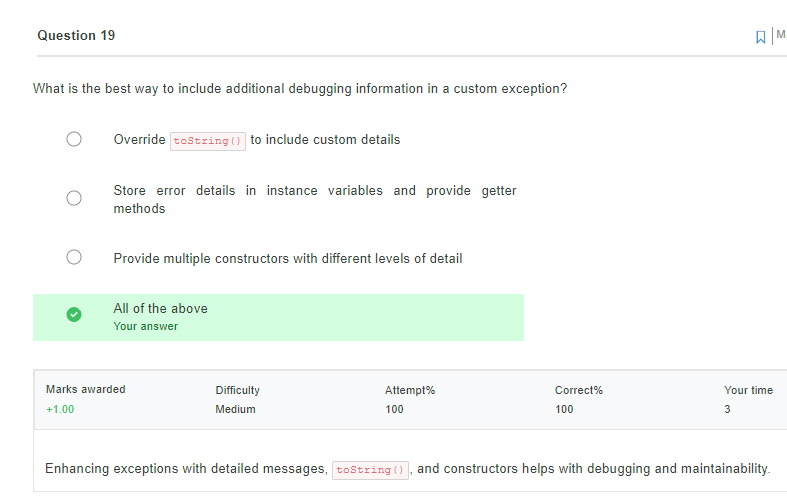 Question 19
M
What is the best way to include additional debugging information in a custom exception?
Override toString() to include custom details
Store error details in instance variables and provide getter
methods
Provide multiple constructors with different levels of detail
All of the above
Your answer
Marks awarded Difficulty Attempt% Correct% Your time
+1.00 Medium 100 100 3
Enhancing exceptions with detailed messages, toString(), and constructors helps with debugging and maintainability.